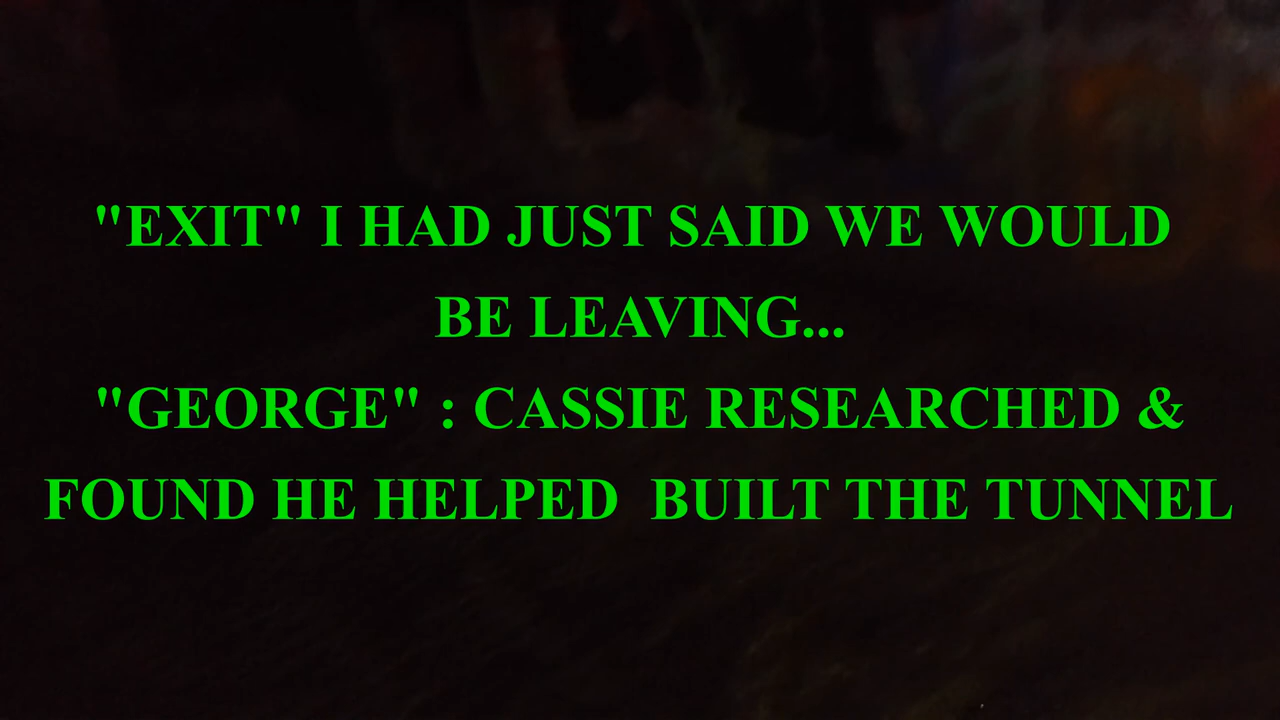 "EXIT" I HAD JUST SAID WE WOULD
BE LEAVING...
"GEORGE" : CASSIE RESEARCHED &
FOUND HE HELPED  BUILT THE TUNNEL